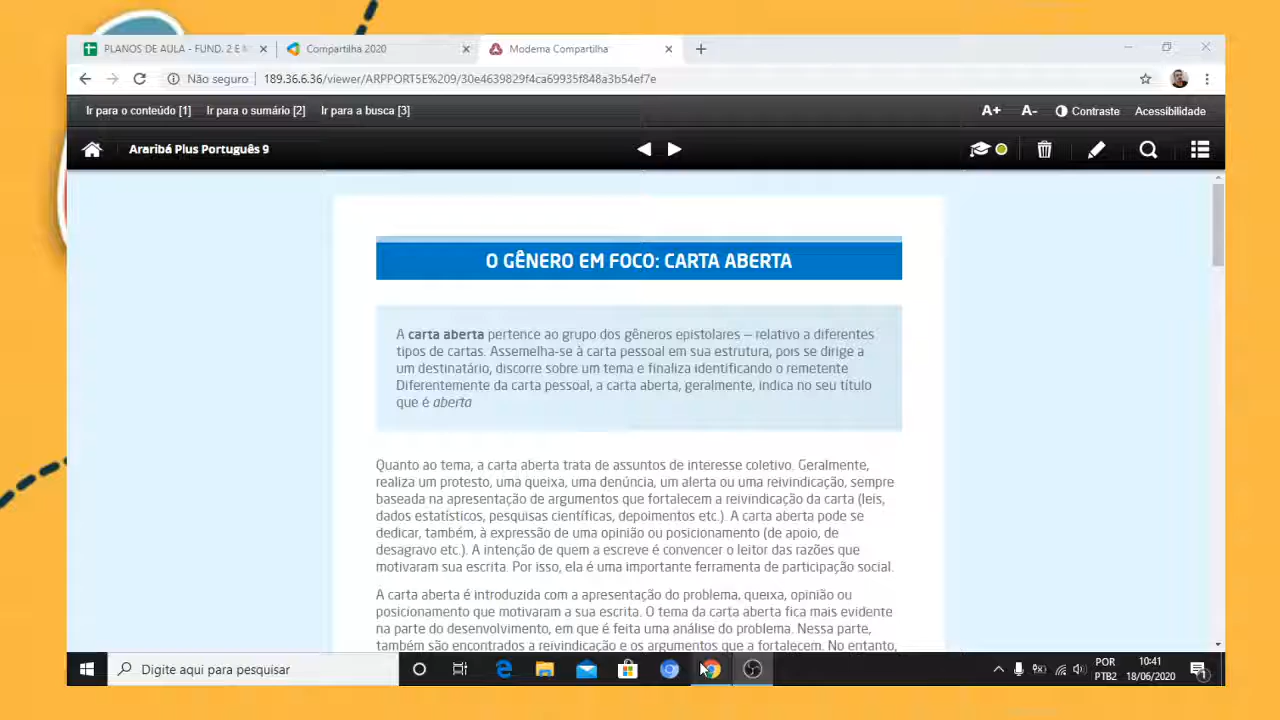 PLANOS DE AULA - FUND. 2 E M
Compartilha 2020
Moderna Compartilha
Não seguro
189.36.6.36/viewer/ARPPORT5E%209/30e4639829f4ca69935f848a3b54ef7e
Ir para o conteúdo [1] Ir para o sumário [2] Ir para a busca [3]
A+ A- Contraste Acessibilidade
Araribá Plus Português 9
O GÊNERO EM FOCO: CARTA ABERTA
A carta aberta pertence ao grupo dos gêneros epistolares – relativo a diferentes
tipos de cartas. Assemelha-se à carta pessoal em sua estrutura, pois se dirige a
um destinatário, discorre sobre um tema e finaliza identificando o remetente
Diferentemente da carta pessoal, a carta aberta, geralmente, indica no seu título
que é aberta
Quanto ao tema, a carta aberta trata de assuntos de interesse coletivo. Geralmente,
realiza um protesto, uma queixa, uma denúncia, um alerta ou uma reivindicação, sempre
baseada na apresentação de argumentos que fortalecem a reivindicação da carta (leis,
dados estatísticos, pesquisas científicas, depoimentos etc.). A carta aberta pode se
dedicar, também, à expressão de uma opinião ou posicionamento (de apoio, de
desagravo etc.). A intenção de quem a escreve é convencer o leitor das razões que
motivaram sua escrita. Por isso, ela é uma importante ferramenta de participação social.
A carta aberta é introduzida com a apresentação do problema, queixa, opinião ou
posicionamento que motivaram a sua escrita. O tema da carta aberta fica mais evidente
na parte do desenvolvimento, em que é feita uma análise do problema. Nessa parte,
também são encontrados a reivindicação e os argumentos que a fortalecem. No entanto,
Digite aqui para pesquisar
POR
PTB2
10:41
18/06/2020
1